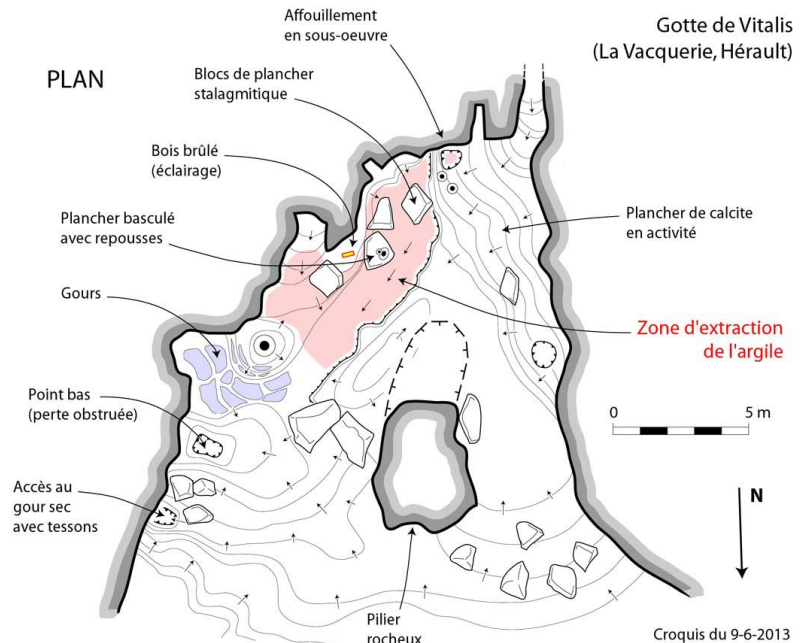 Gotte de Vitalis
(La Vacquerie, Hérault)
PLAN
Affouillement
en sous-oeuvre
Blocs de plancher
stalagmitique
Bois brûlé
(éclairage)
Plancher basculé
avec repousses
Gours
Point bas
(perte obstruée)
Accès au
gour sec
avec tessons
Plancher de calcite
en activité
Zone d'extraction
de l'argile
0 5 m
N
Pilier
rocheux
Croquis du 9-6-2013